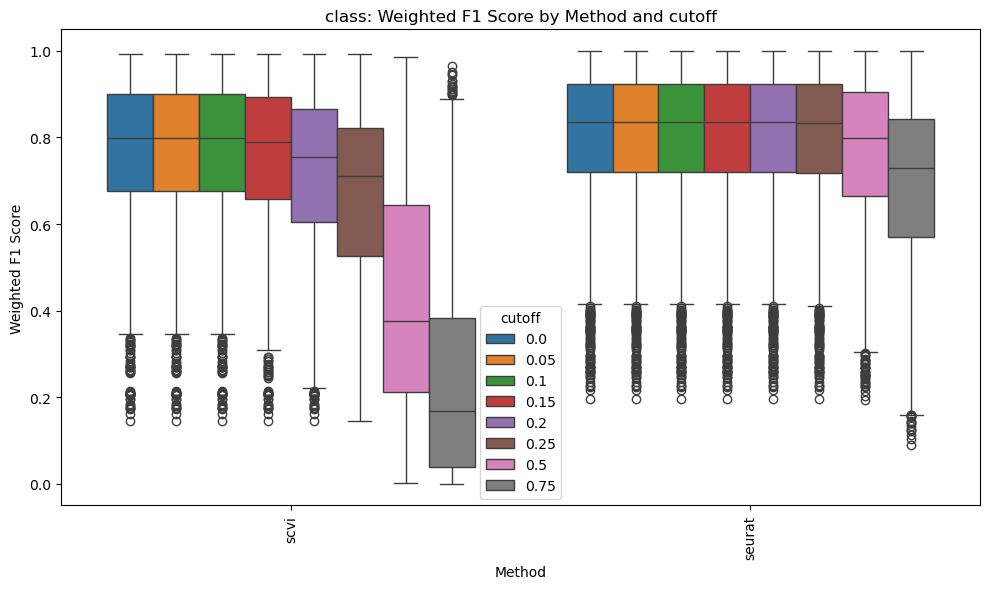 class: Weighted F1 Score by Method and cutoff
Weighted F1 Score
1.0
0.8
0.6
0.4
0.2
0.0
cutoff
0.0
0.05
0.1
0.15
0.2
0.25
0.5
0.75
scvi
seurat
Method